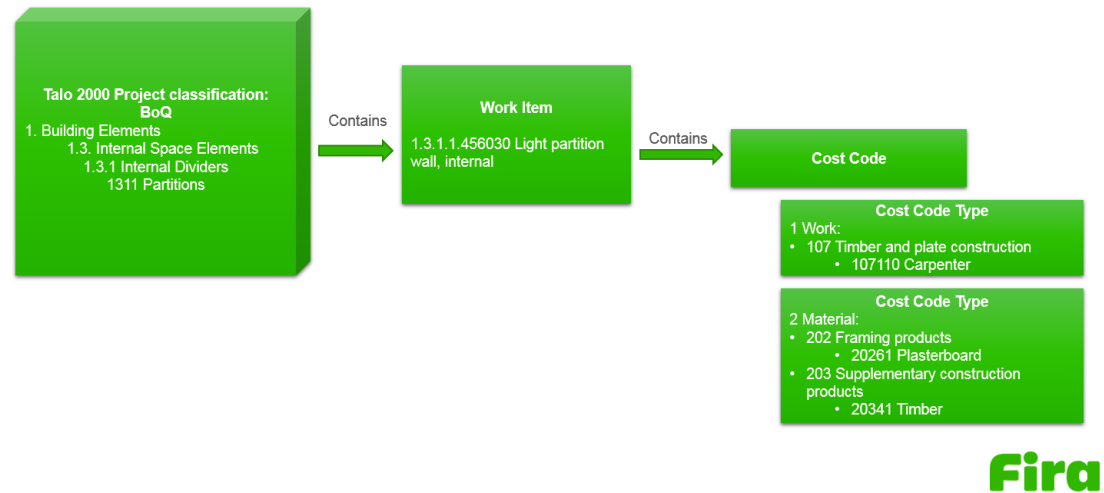 Talo 2000 Project classification:
BoQ
1. Building Elements
1.3. Internal Space Elements
1.3.1 Internal Dividers
1311 Partitions
Contains
Work Item
1.3.1.1.456030 Light partition
wall, internal
Contains
Cost Code
Cost Code Type
1 Work:
• 107 Timber and plate construction
• 107110 Carpenter
Cost Code Type
2 Material:
• 202 Framing products
• 20261 Plasterboard
• 203 Supplementary construction
products
• 20341 Timber
Fira